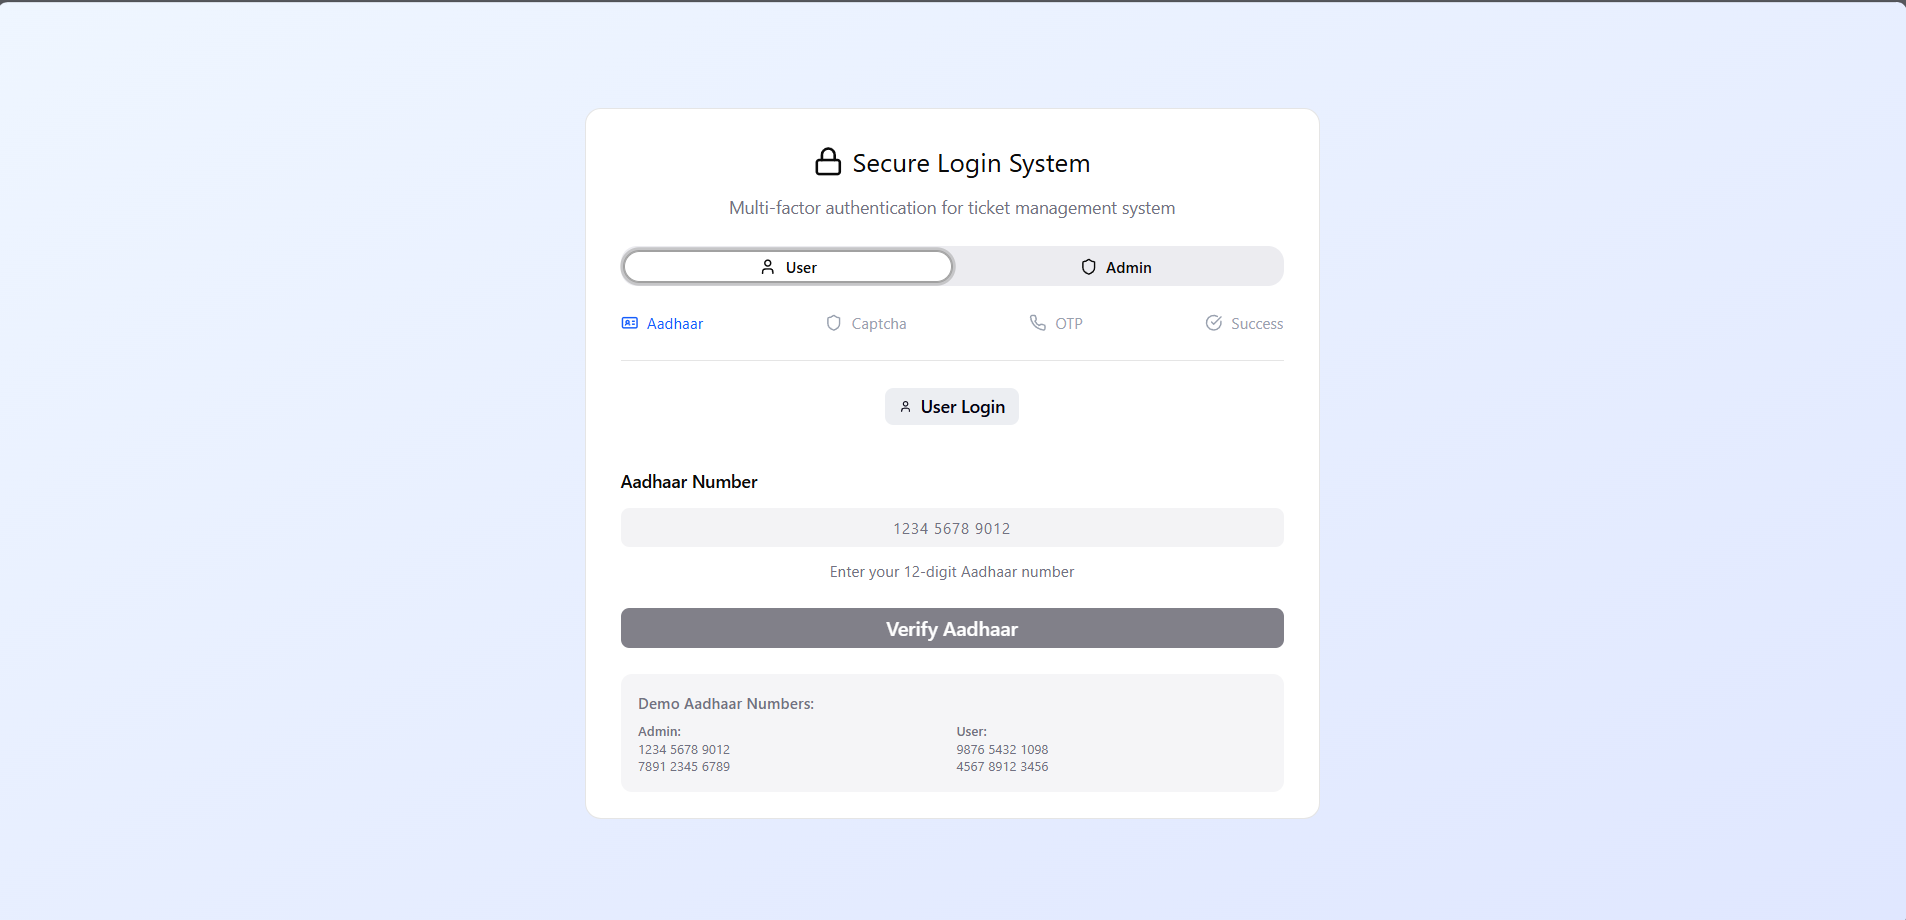 Secure Login System
Multi-factor authentication for ticket management system
User Admin
Aadhaar Captcha OTP Success
User Login
Aadhaar Number
1234 5678 9012
Enter your 12-digit Aadhaar number
Verify Aadhaar
Demo Aadhaar Numbers:
Admin:
1234 5678 9012
7891 2345 6789
User:
9876 5432 1098
4567 8912 3456